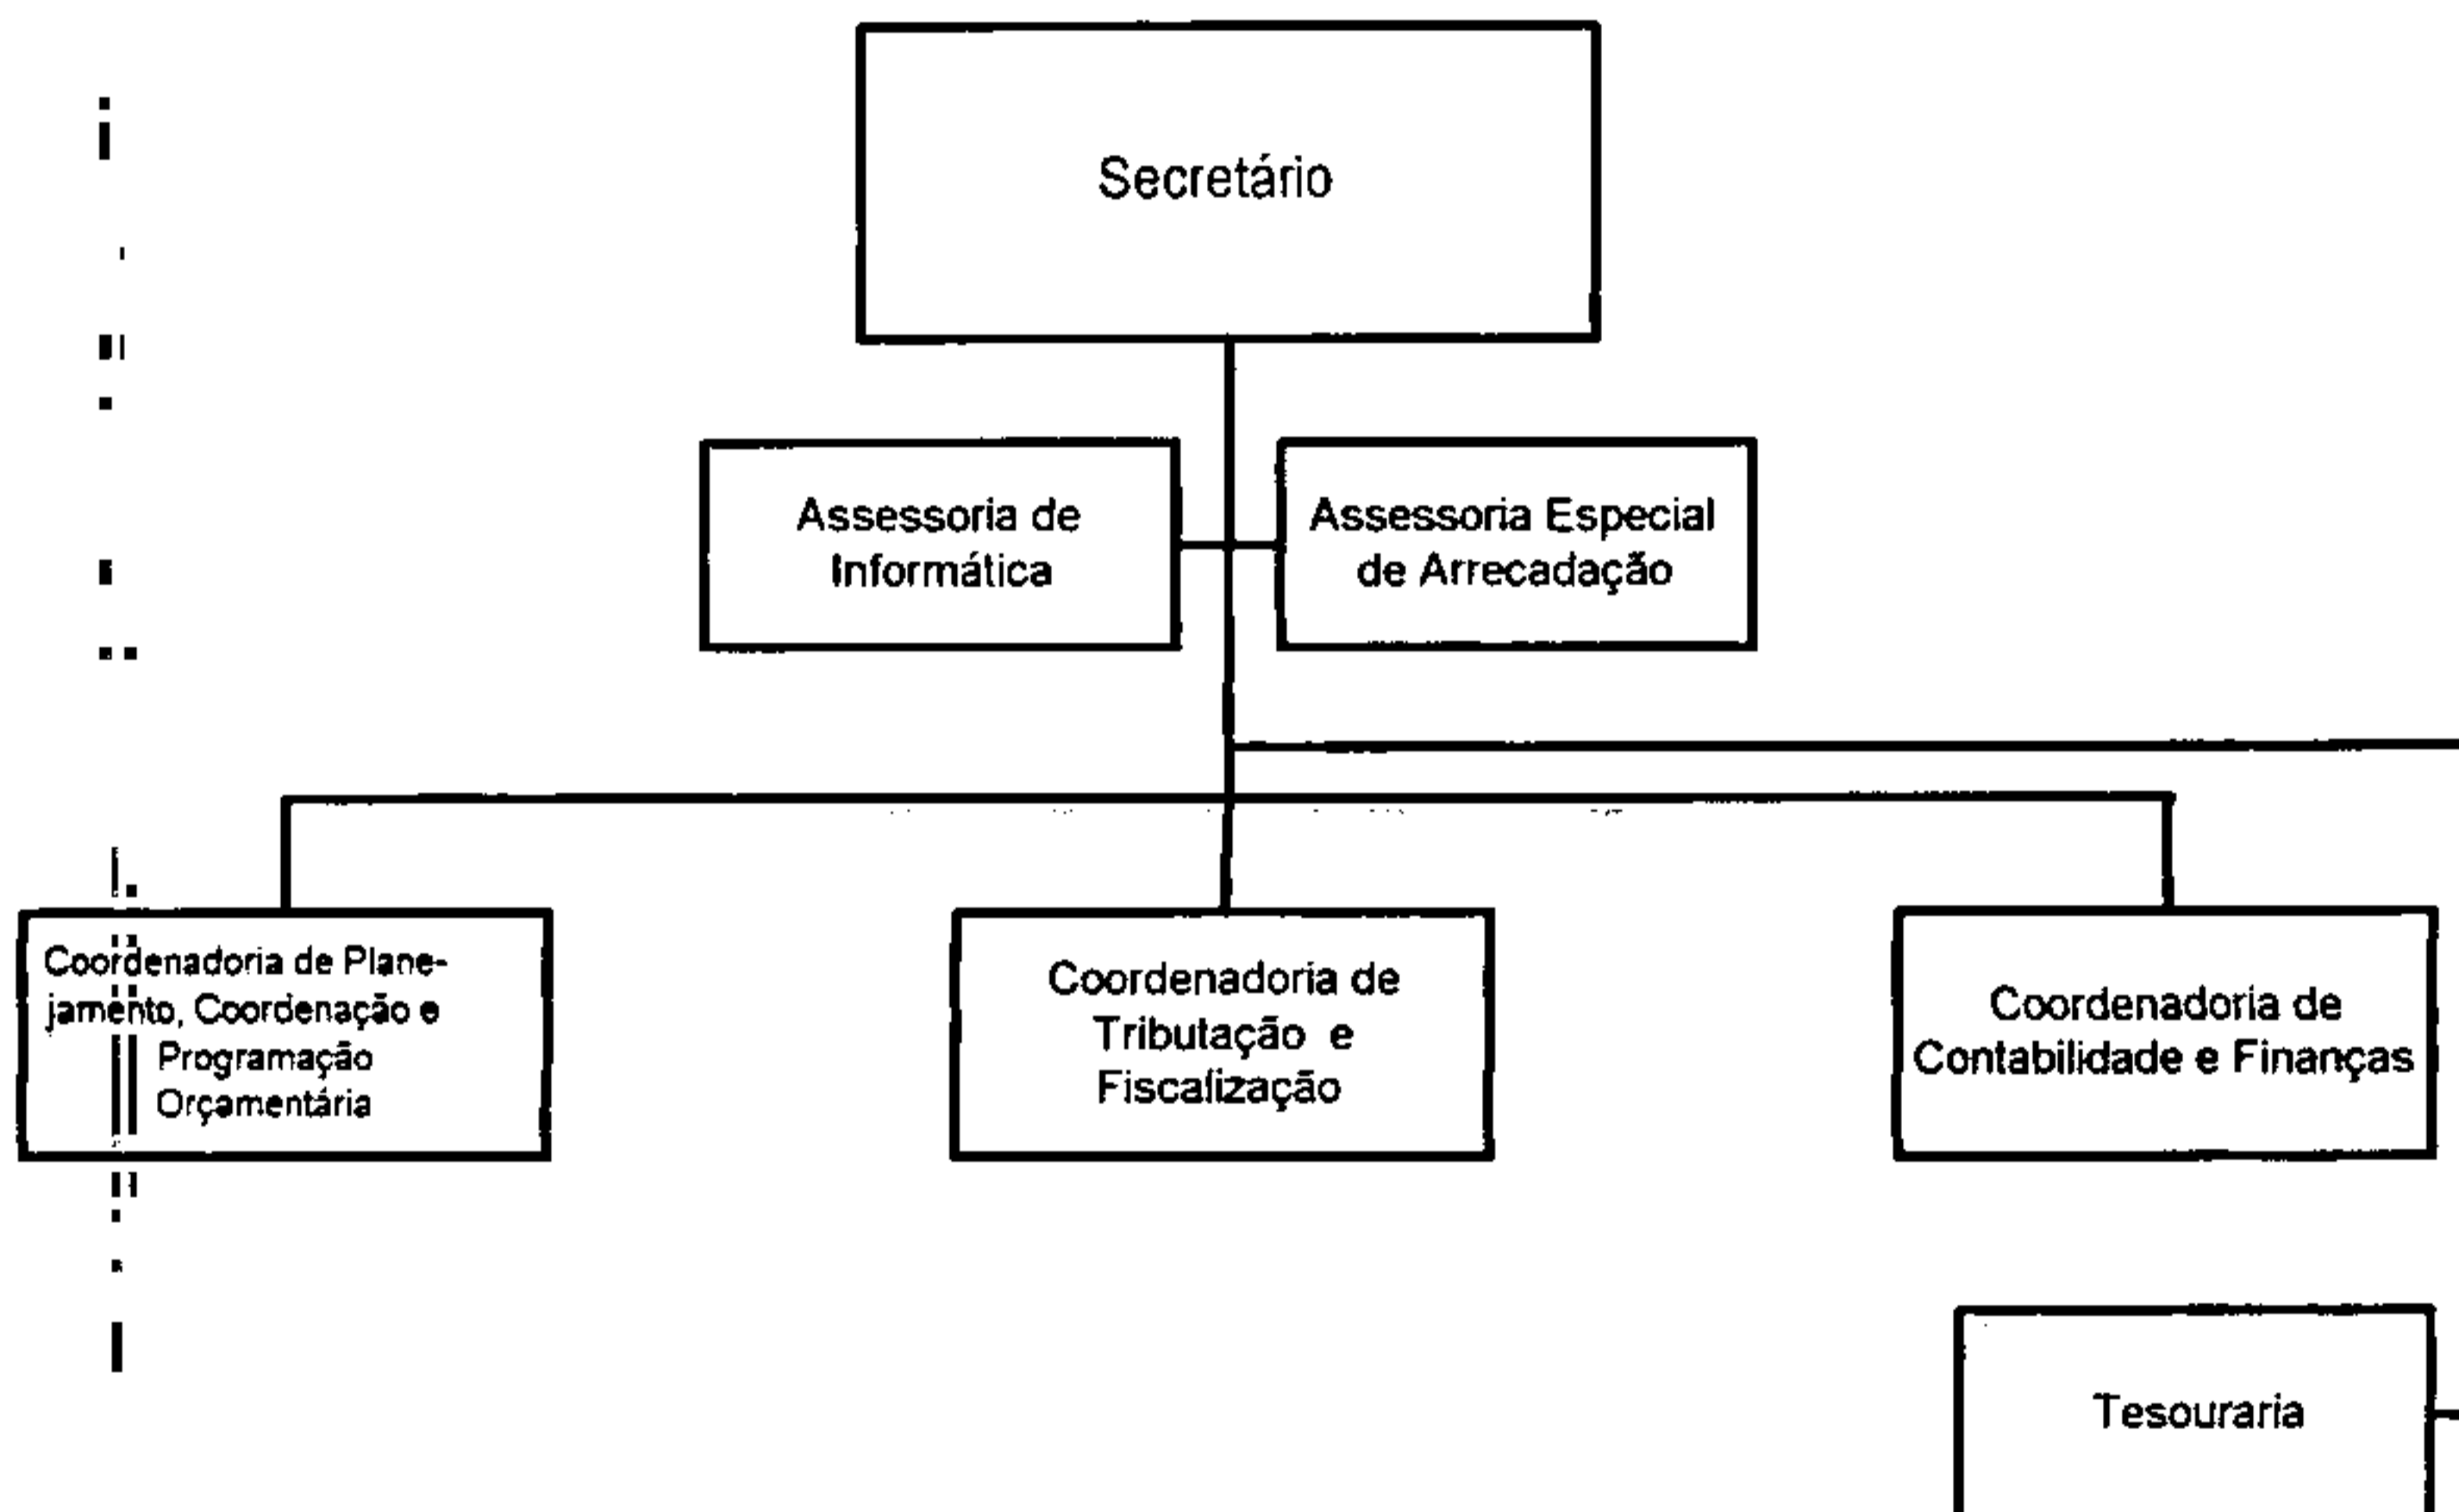 Secretário
Assessoria de
Informática
Assessoria Especial
de Arrecadação
Coordenadoria de Plane-
jamento, Coordenação e
Programação
Orçamentária
Coordenadoria de
Tributação e
Fiscalização
Coordenadoria de
Contabilidade e Finanças
Tesouraria